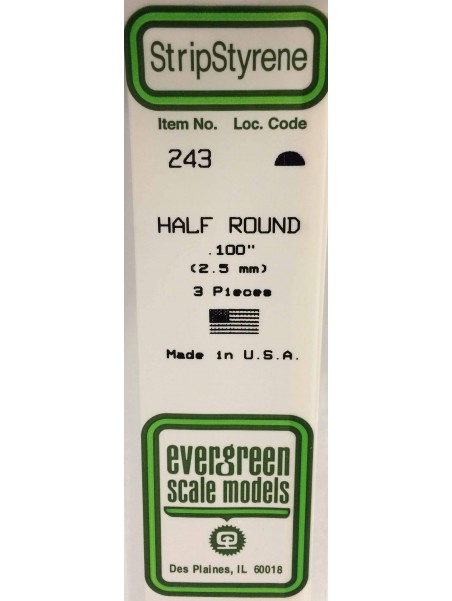 StripStyrene
Item No. Loc. Code
243
HALF ROUND
.100"
(2.5 mm)
3 Pieces
Made in U.S.A.
evergreen
scale models
Des Plaines, IL 60018